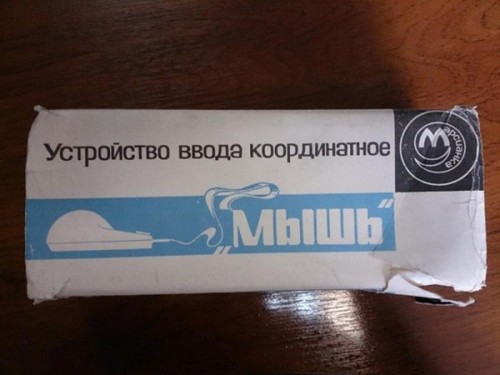 Устройство ввода координатное
„Мышь"